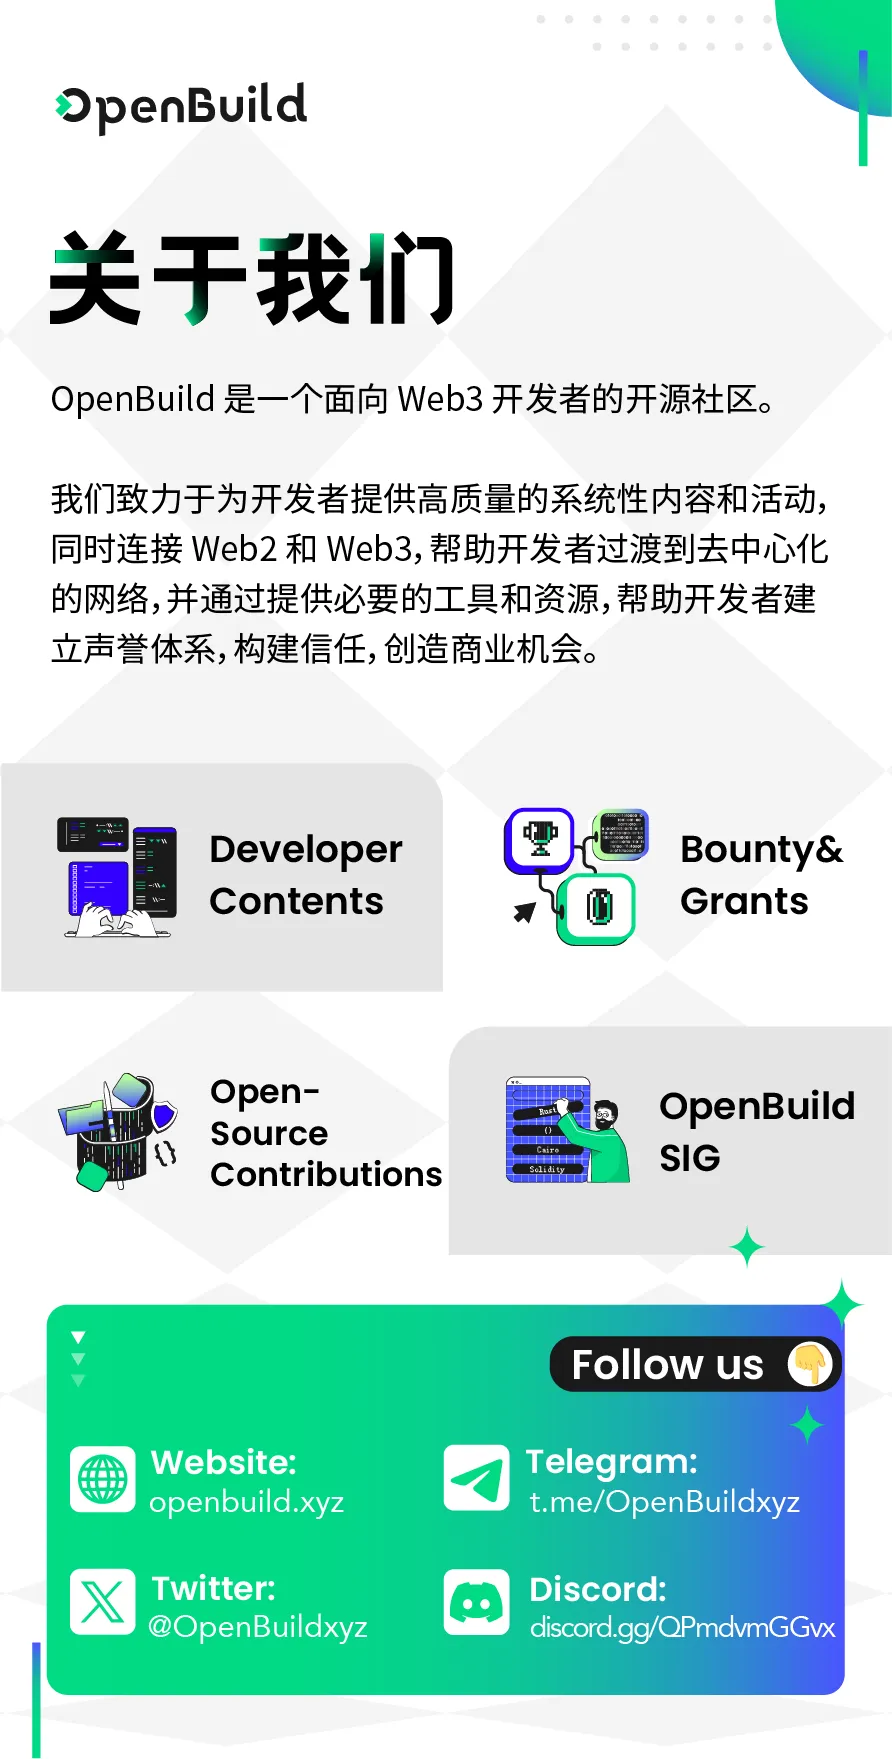 OpenBuild
关于我们
OpenBuild 是一个面向 Web3 开发者的开源社区。
我们致力于为开发者提供高质量的系统性内容和活动，
同时连接 Web2 和 Web3，帮助开发者过渡到去中心化
的网络，并通过提供必要的工具和资源，帮助开发者建
立声誉体系，构建信任，创造商业机会。
Developer
Contents
Bounty&
Grants
Open-
Source
Contributions
Rust
()
Cairo
Solidity
OpenBuild
SIG
Follow us
Website:
openbuild.xyz
Telegram:
t.me/OpenBuildxyz
Twitter:
@OpenBuildxyz
Discord:
discord.gg/QPmdvmGGvx